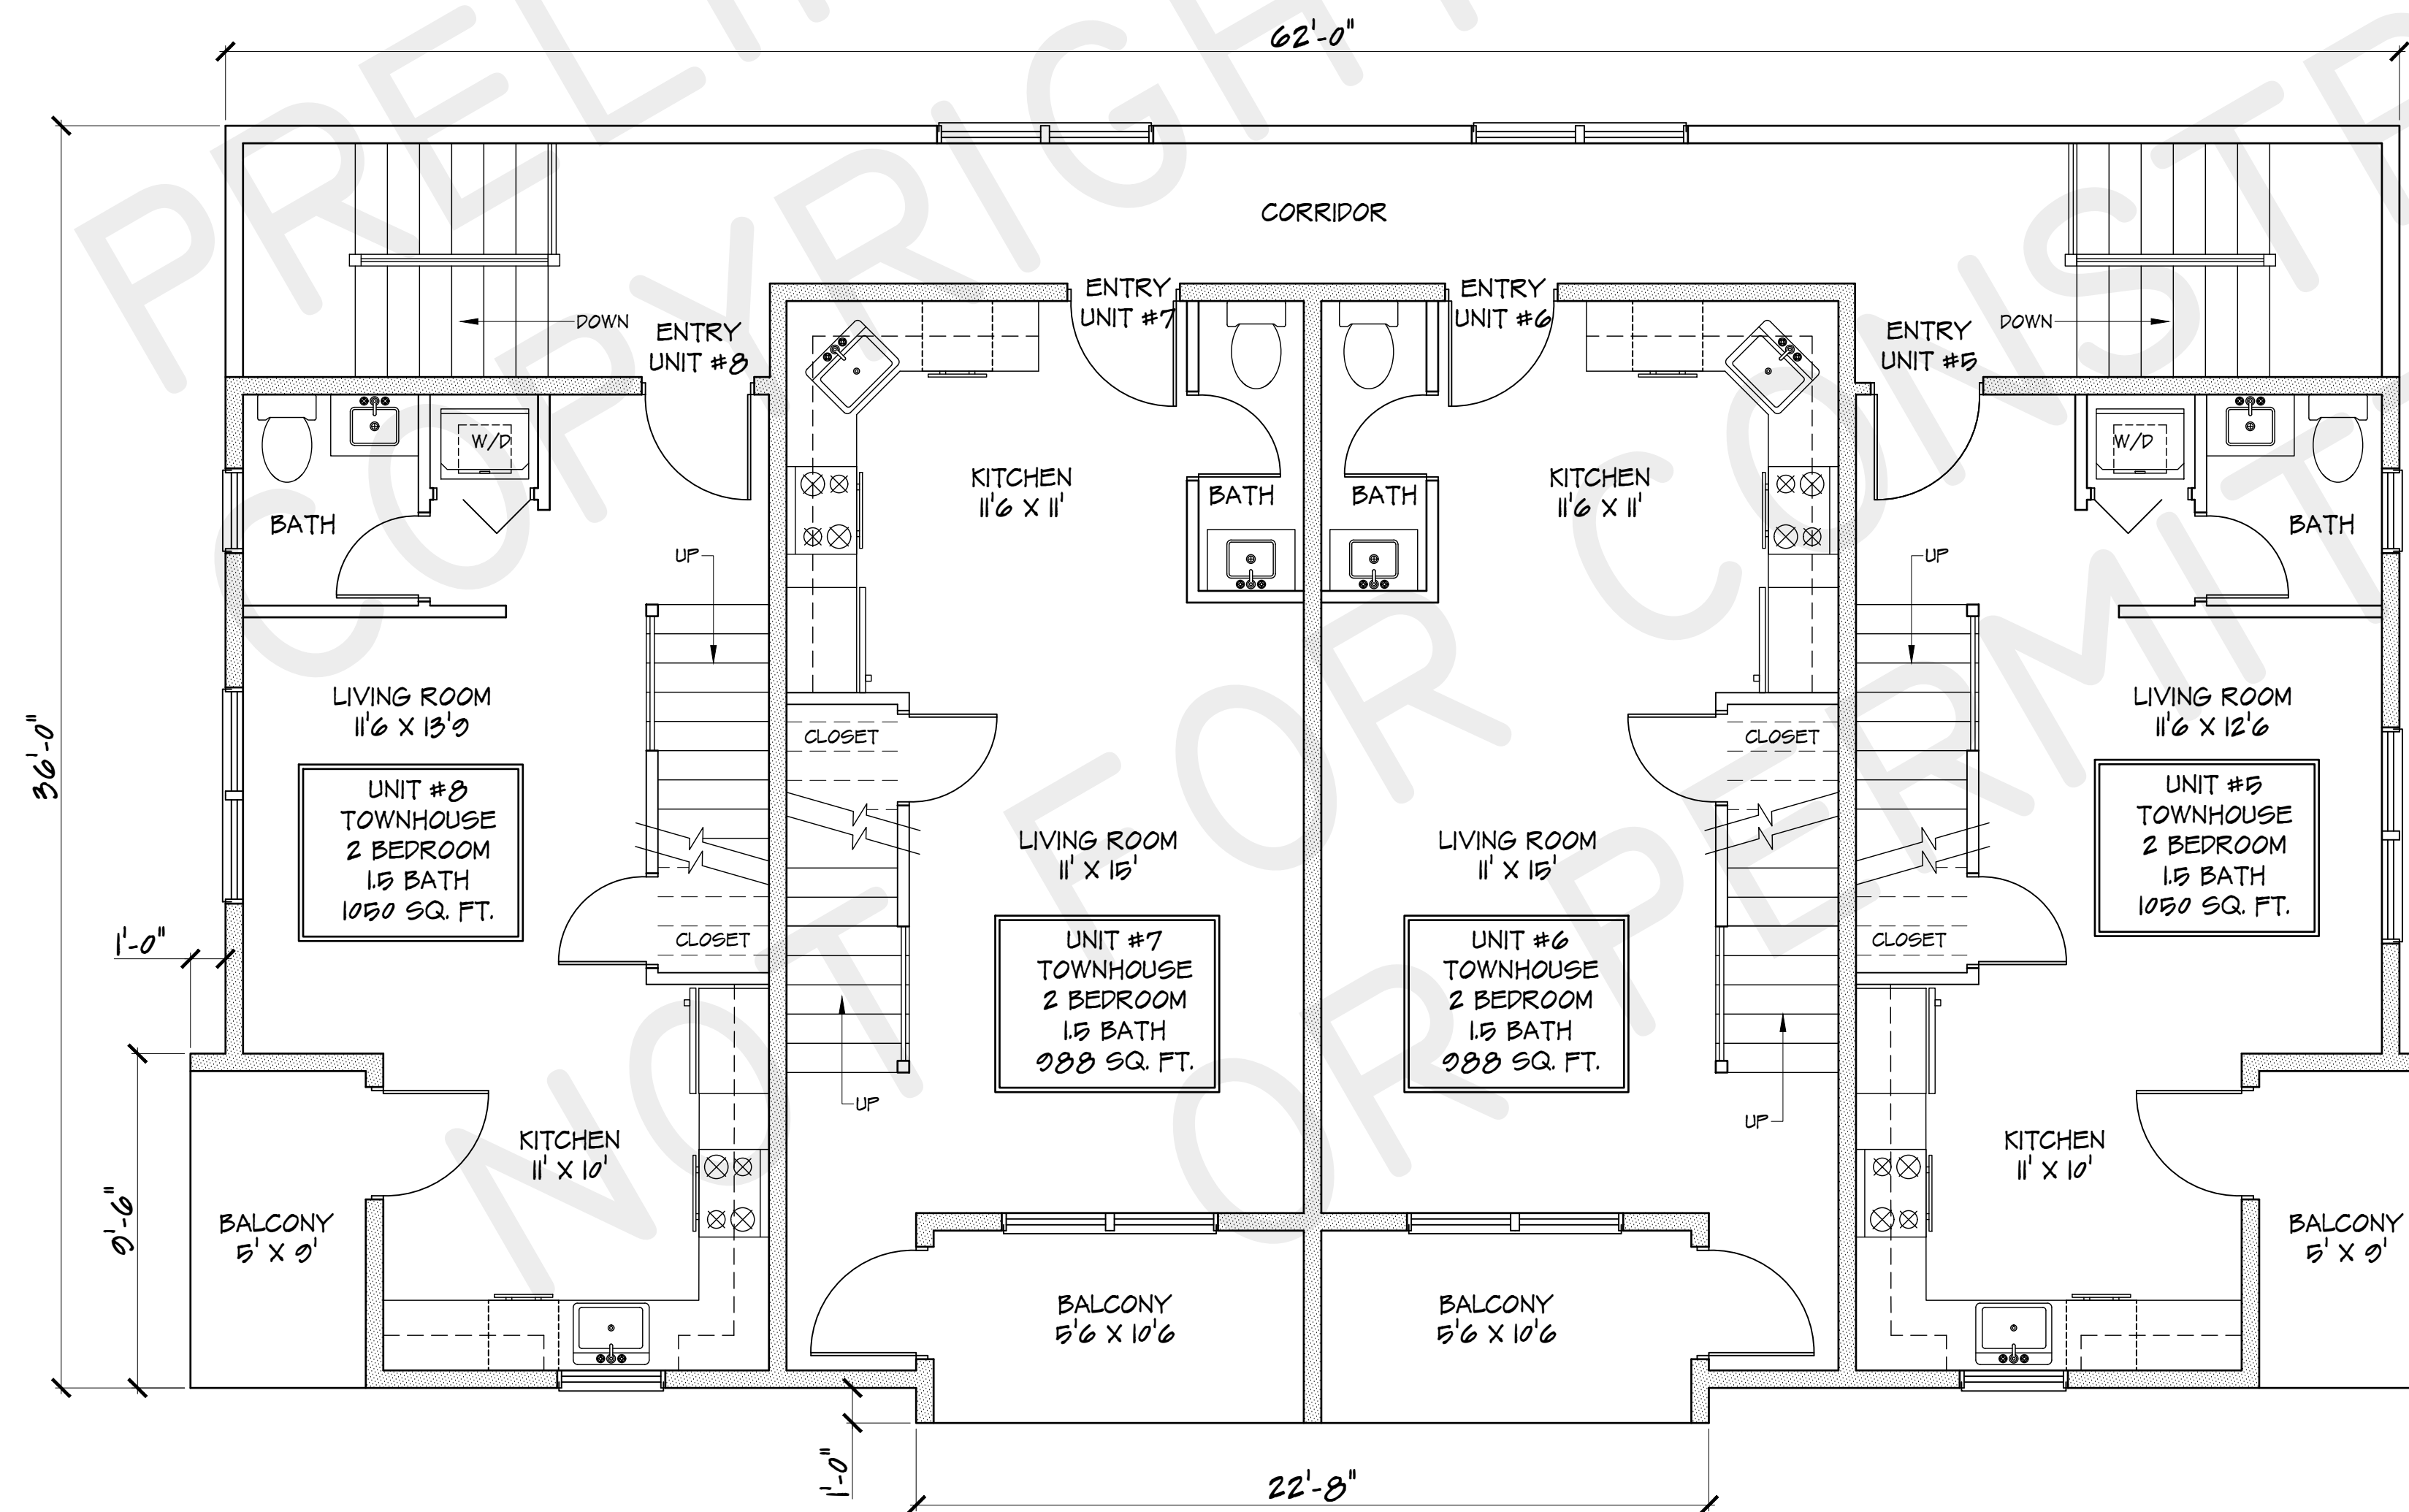 62'-0"
CORRIDOR
ENTRY
UNIT #7
ENTRY
UNIT #6
DOWN
ENTRY
UNIT #8
ENTRY
UNIT #5
DOWN
W/D
W/D
KITCHEN
11'6 X 11'
BATH
BATH
KITCHEN
11'6 X 11'
BATH
BATH
UP
UP
LIVING ROOM
11'6 X 13'9
LIVING ROOM
11'6 X 12'6
36'-0"
CLOSET
CLOSET
UNIT #8
TOWNHOUSE
2 BEDROOM
1.5 BATH
1050 SQ. FT.
UNIT #5
TOWNHOUSE
2 BEDROOM
1.5 BATH
1050 SQ. FT.
LIVING ROOM
11' X 15'
LIVING ROOM
11' X 15'
1'-0"
CLOSET
CLOSET
UNIT #7
TOWNHOUSE
2 BEDROOM
1.5 BATH
988 SQ. FT.
UNIT #6
TOWNHOUSE
2 BEDROOM
1.5 BATH
988 SQ. FT.
UP
UP
KITCHEN
11' X 10'
KITCHEN
11' X 10'
9'-6"
BALCONY
5' X 9'
BALCONY
5' X 9'
BALCONY
5'6 X 10'6
BALCONY
5'6 X 10'6
1'-0"
22'-8"
NOT FOR CONSTR
OR PERMIT
COPYRIGHT
PRELI